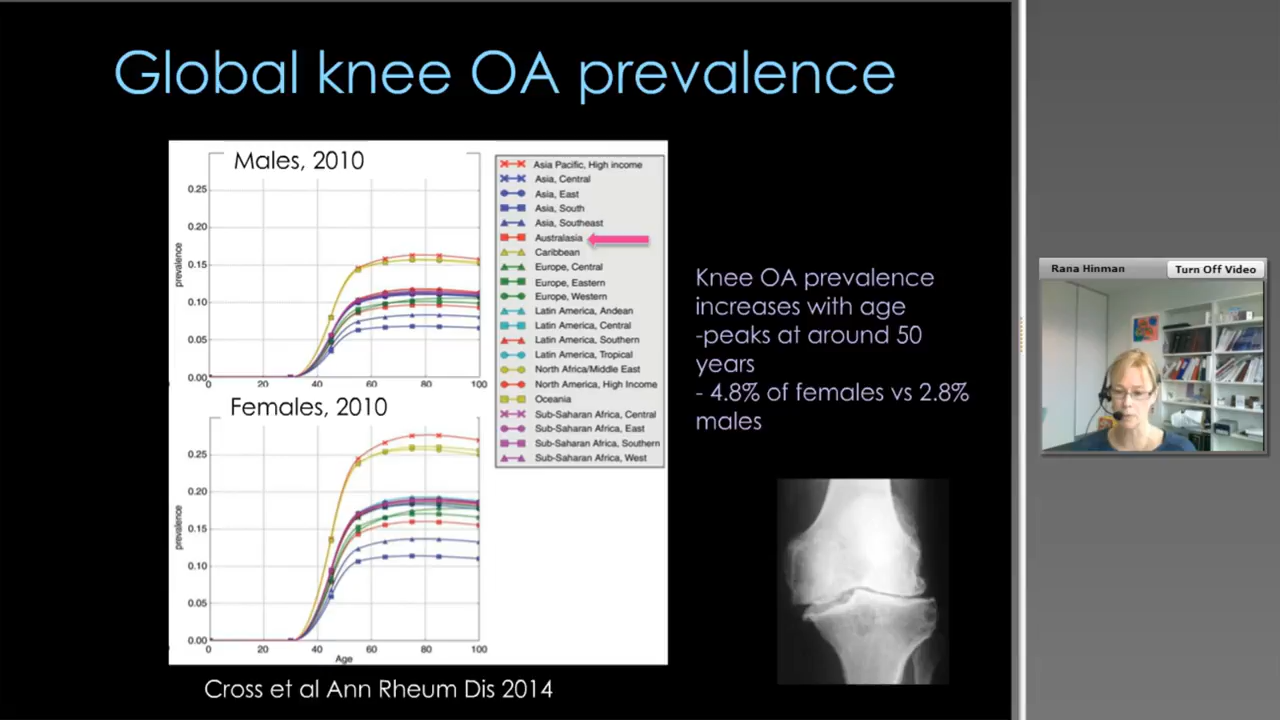 Global knee OA prevalence
Males, 2010
0.25
0.20
0.15
0.10
0.05
0.00
prevalence
0 20 40 60 80 100
Females, 2010
0.25
0.20
0.15
0.10
0.05
0.00
prevalence
0 20 40 60 80 100
Age
Asia Pacific, High income
Asia, Central
Asia, East
Asia, South
Asia, Southeast
Australasia
Caribbean
Europe, Central
Europe, Eastern
Europe, Western
Latin America, Andean
Latin America, Central
Latin America, Southern
Latin America, Tropical
North Africa/Middle East
North America, High Income
Oceania
Sub-Saharan Africa, Central
Sub-Saharan Africa, East
Sub-Saharan Africa, Southern
Sub-Saharan Africa, West
Knee OA prevalence
increases with age
-peaks at around 50
years
- 4.8% of females vs 2.8%
males
Cross et al Ann Rheum Dis 2014
Rana Hinman
Turn Off Video